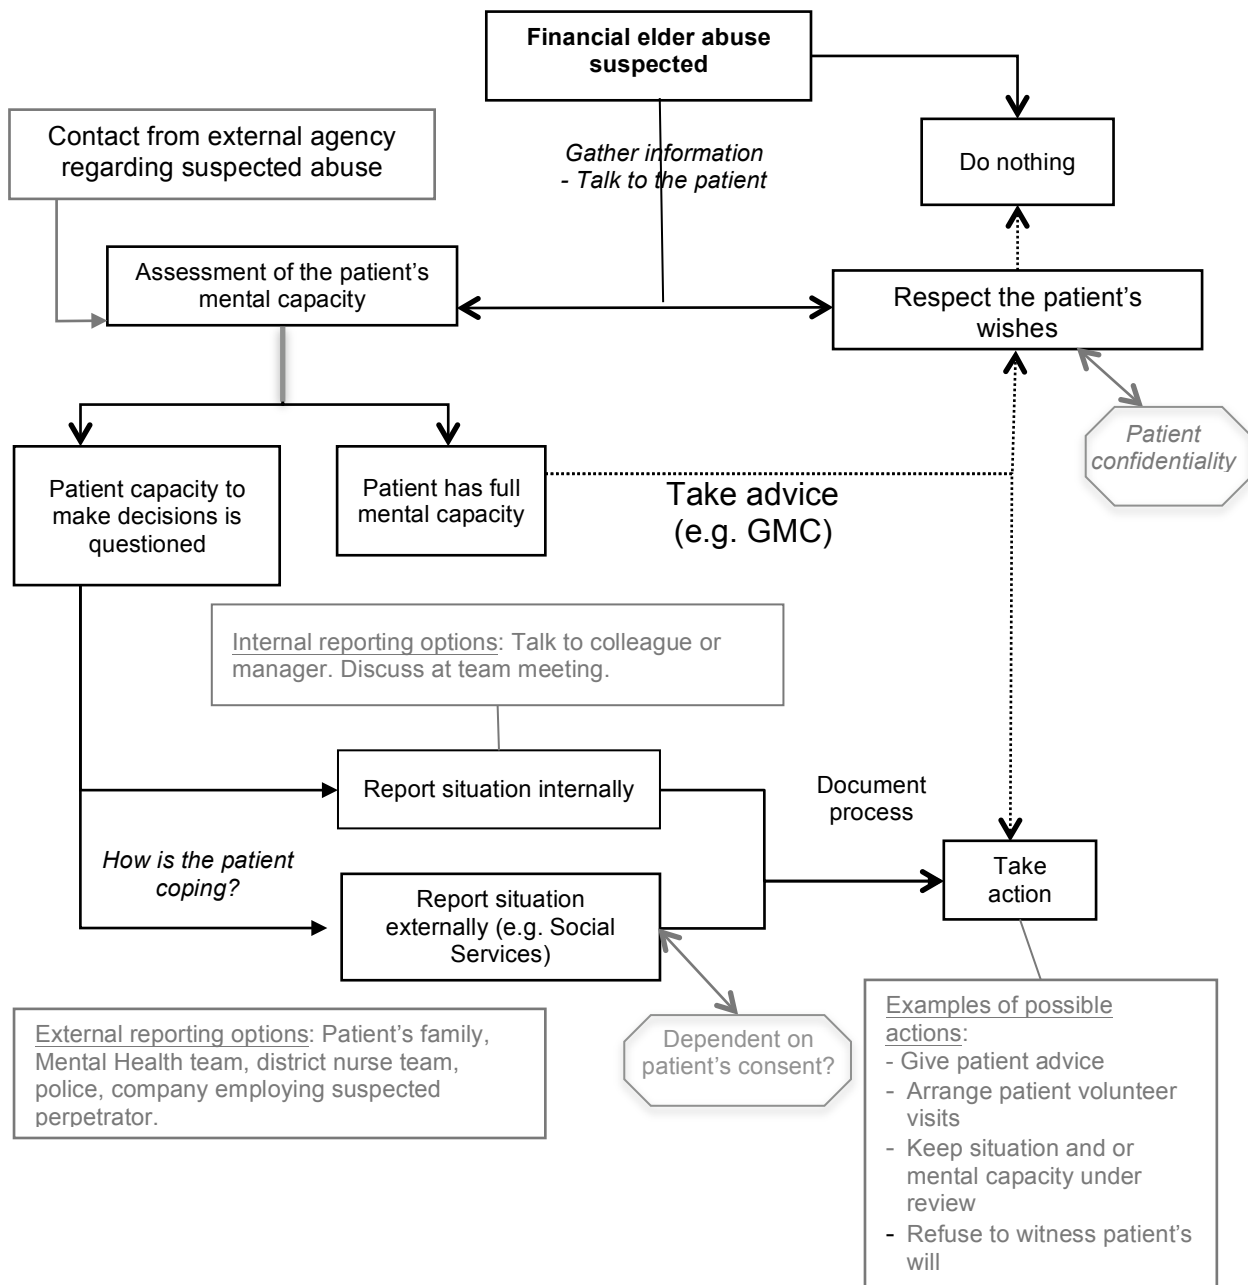 Financial elder abuse
suspected
Contact from external agency
regarding suspected abuse
Gather information
- Talk to the patient
Do nothing
Assessment of the patient’s
mental capacity
Respect the patient’s
wishes
Patient
confidentiality
Patient capacity to
make decisions is
questioned
Patient has full
mental capacity
Take advice
(e.g. GMC)
Internal reporting options: Talk to colleague or
manager. Discuss at team meeting.
Report situation internally
Document
process
How is the patient
coping?
Report situation
externally (e.g. Social
Services)
Take
action
External reporting options: Patient’s family,
Mental Health team, district nurse team,
police, company employing suspected
perpetrator.
Dependent on
patient’s consent?
Examples of possible
actions:
- Give patient advice
- Arrange patient volunteer
visits
- Keep situation and or
mental capacity under
review
- Refuse to witness patient’s
will